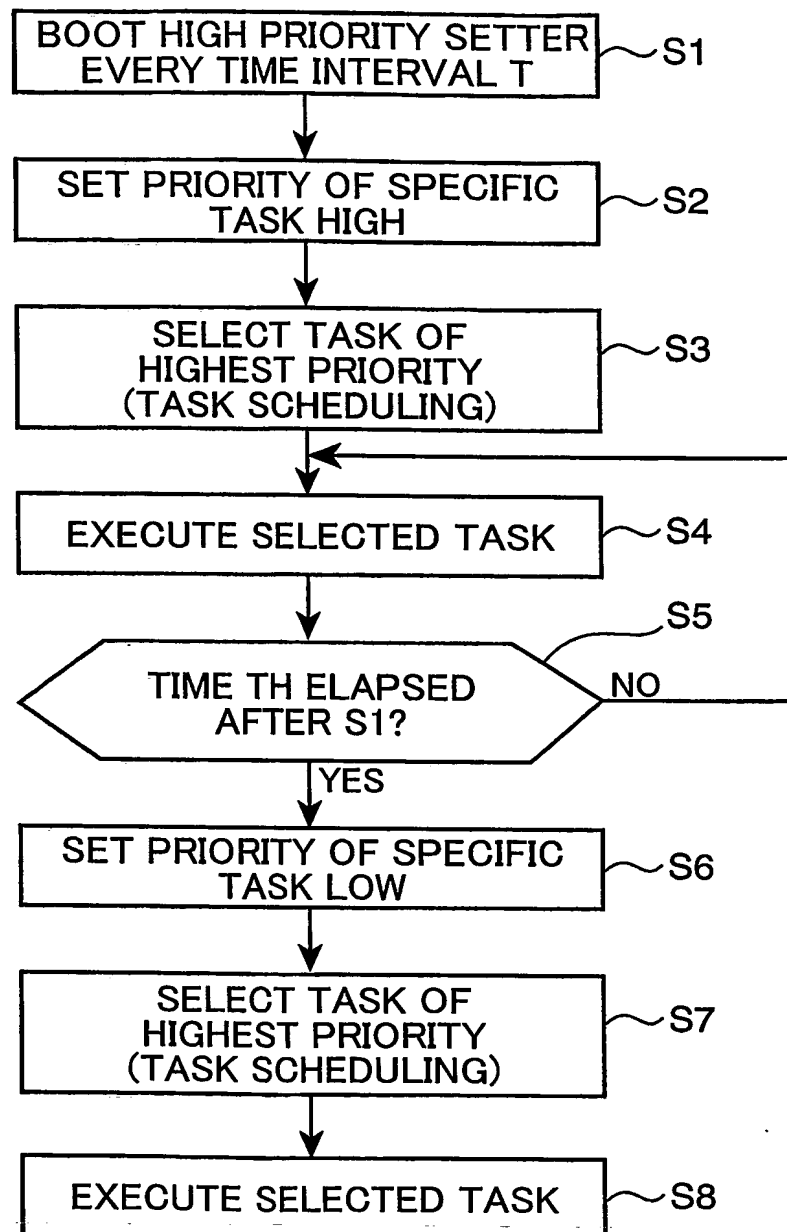 BOOT HIGH PRIORITY SETTER
EVERY TIME INTERVAL T
S1
SET PRIORITY OF SPECIFIC
TASK HIGH
S2
SELECT TASK OF
HIGHEST PRIORITY
(TASK SCHEDULING)
S3
EXECUTE SELECTED TASK
S4
S5
TIME TH ELAPSED
AFTER S1?
NO
YES
SET PRIORITY OF SPECIFIC
TASK LOW
S6
SELECT TASK OF
HIGHEST PRIORITY
(TASK SCHEDULING)
S7
EXECUTE SELECTED TASK
S8